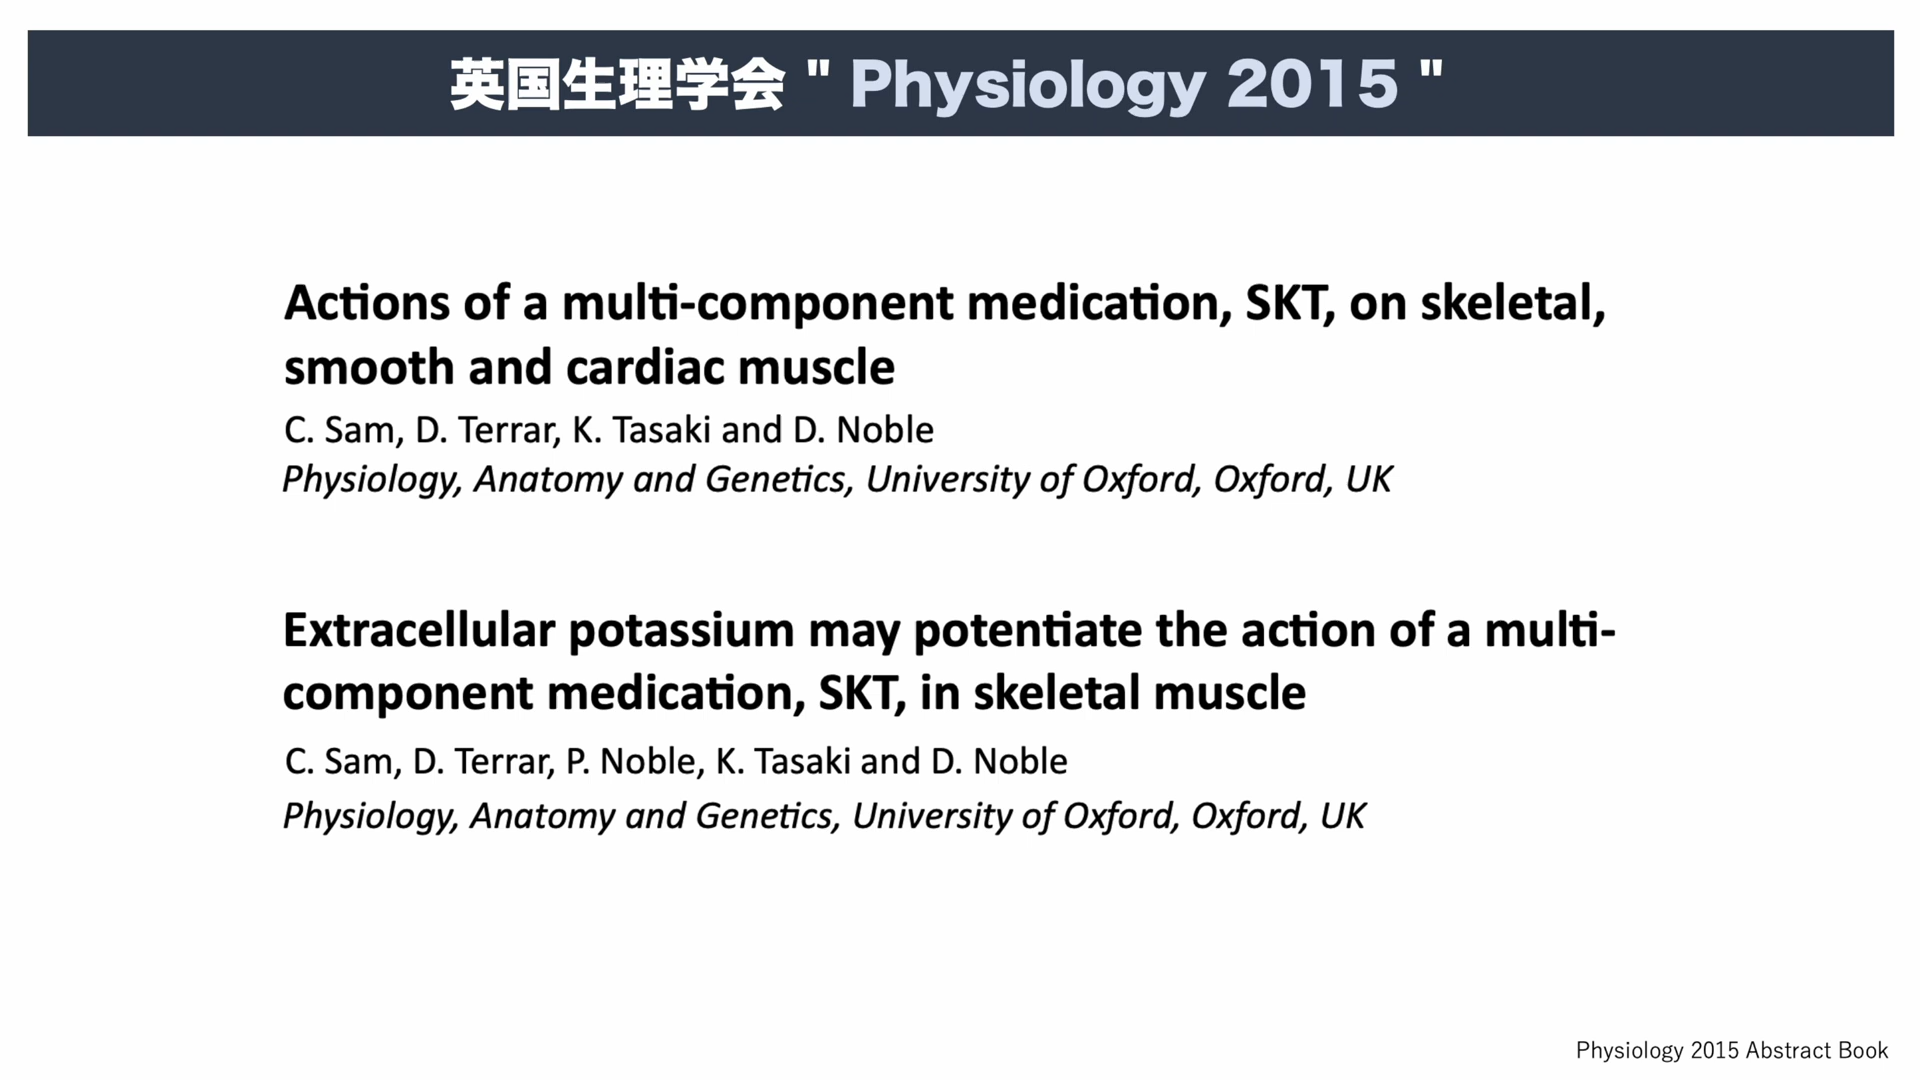 英国生理学会 " Physiology 2015 "
Actions of a multi-component medication, SKT, on skeletal,
smooth and cardiac muscle
C. Sam, D. Terrar, K. Tasaki and D. Noble
Physiology, Anatomy and Genetics, University of Oxford, Oxford, UK
Extracellular potassium may potentiate the action of a multi-
component medication, SKT, in skeletal muscle
C. Sam, D. Terrar, P. Noble, K. Tasaki and D. Noble
Physiology, Anatomy and Genetics, University of Oxford, Oxford, UK
Physiology 2015 Abstract Book